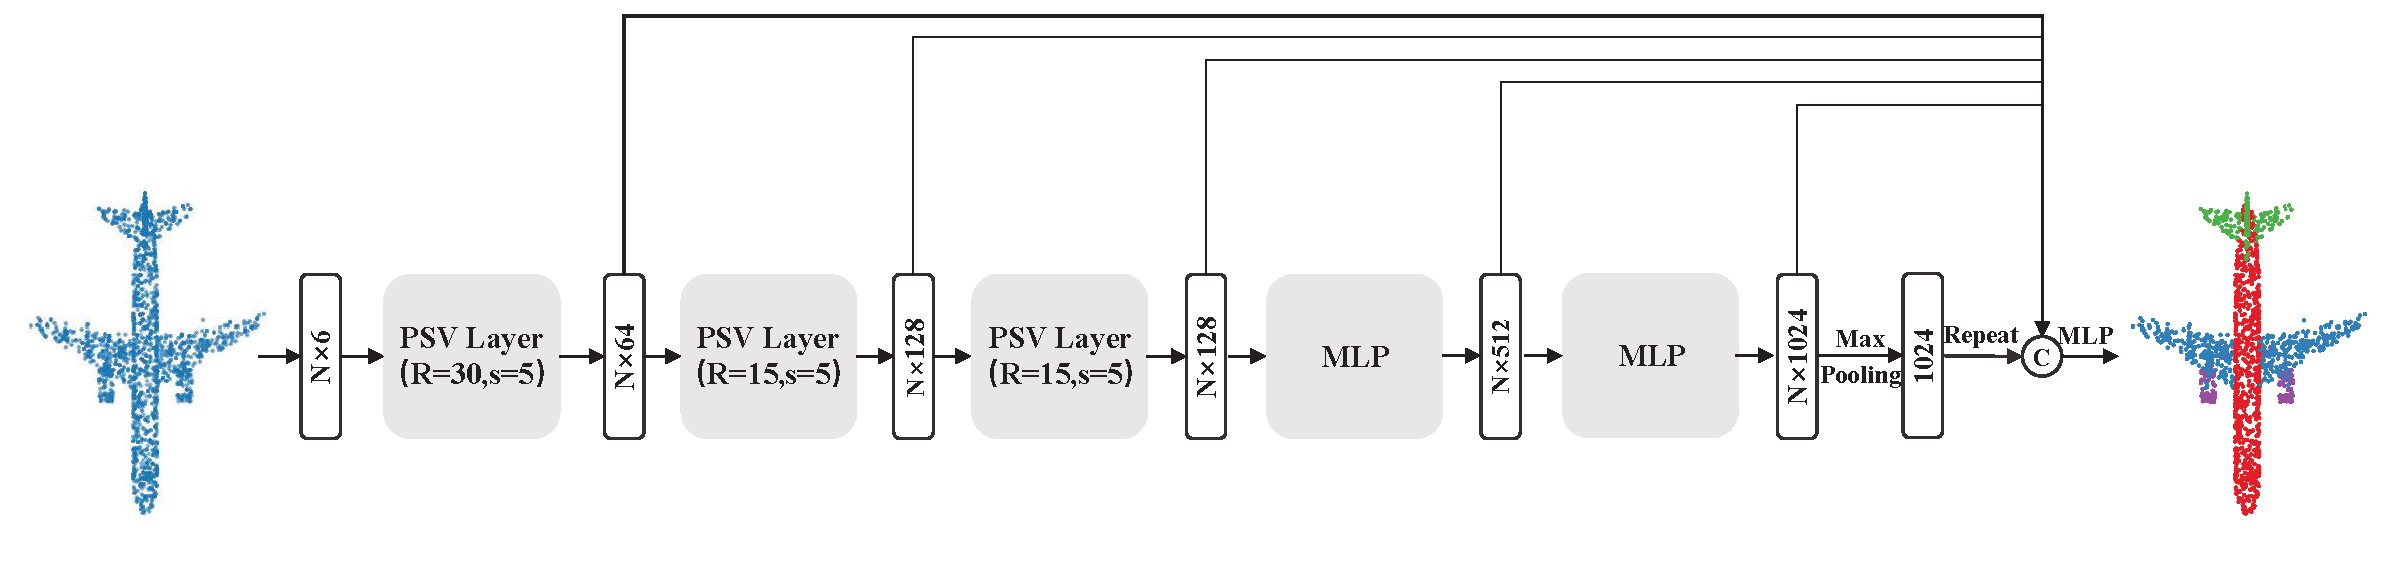 N×6
PSV Layer
(R=30,s=5)
N×64
PSV Layer
(R=15,s=5)
N×128
PSV Layer
(R=15,s=5)
N×128
MLP
N×512
MLP
N×1024
Max
Pooling
1024
Repeat
C
MLP